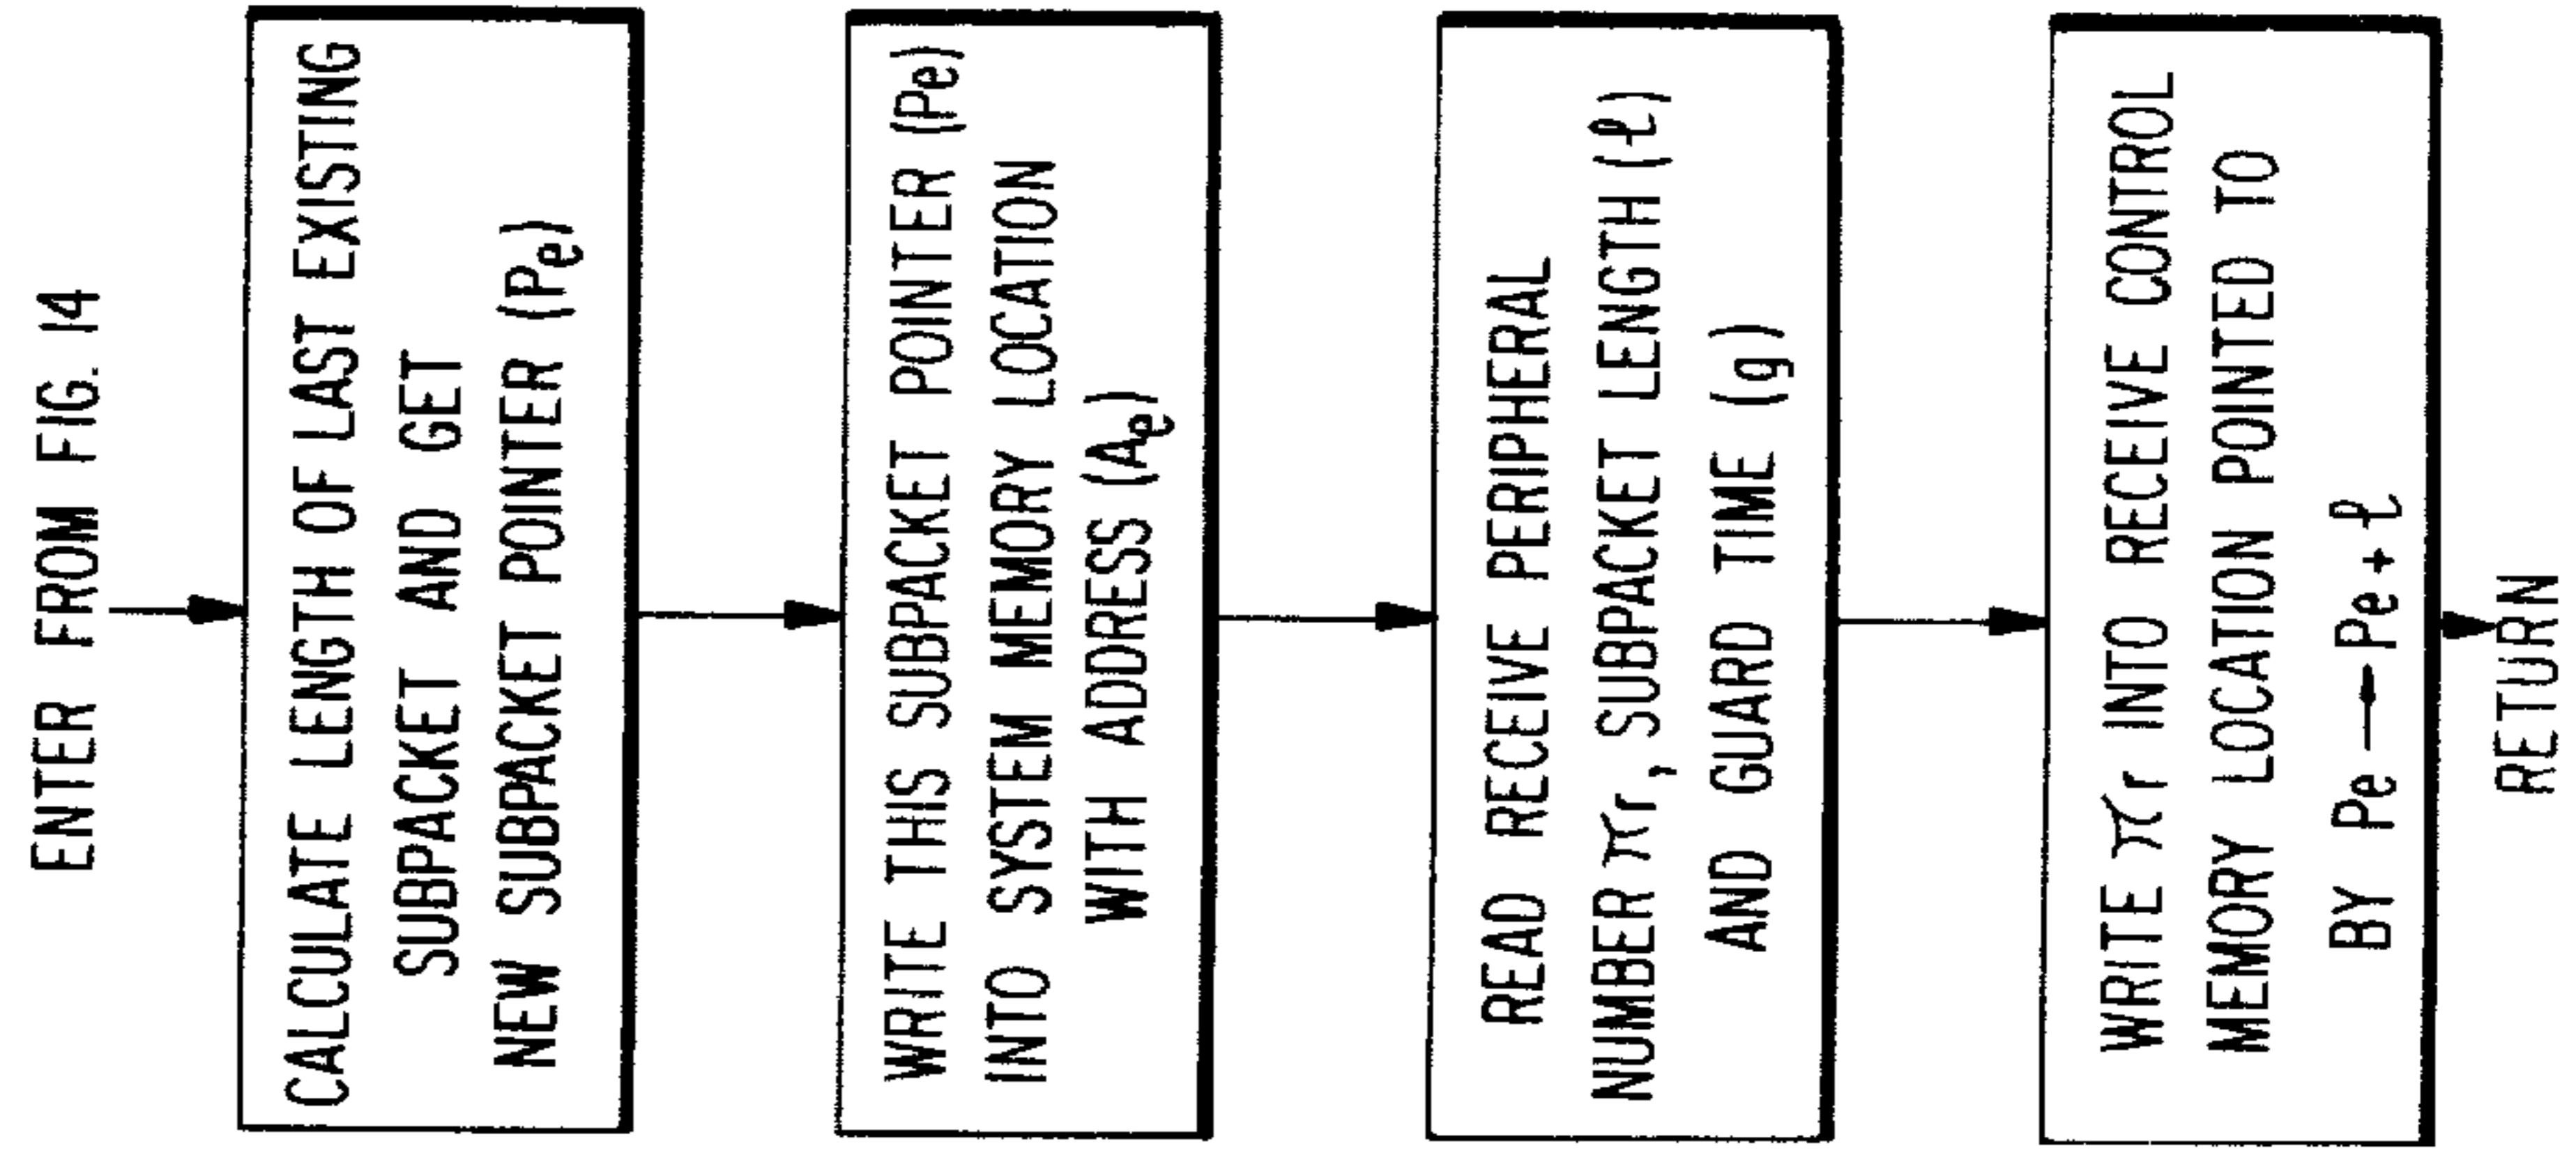 ENTER FROM FIG. 14
CALCULATE LENGTH OF LAST EXISTING
SUBPACKET AND GET
NEW SUBPACKET POINTER (Pe)
WRITE THIS SUBPACKET POINTER (Pe)
INTO SYSTEM MEMORY LOCATION
WITH ADDRESS (Ae)
READ RECEIVE PERIPHERAL
NUMBER πr, SUBPACKET LENGTH (ℓ)
AND GUARD TIME (g)
WRITE πr INTO RECEIVE CONTROL
MEMORY LOCATION POINTED TO
BY Pe → Pe + ℓ
RETURN